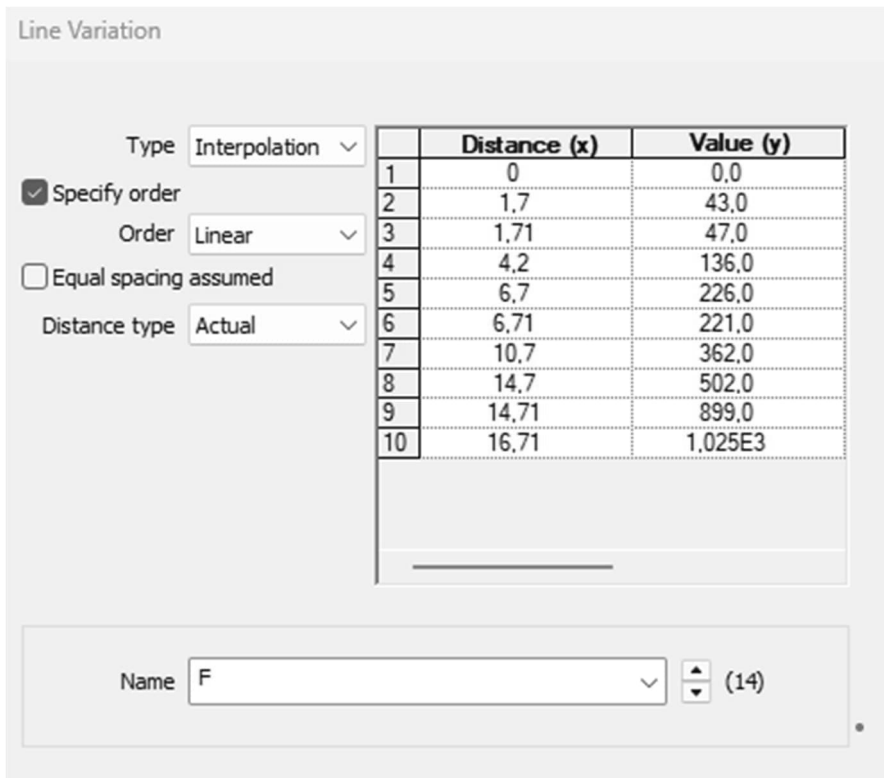 Line Variation
Type Interpolation
Specify order
Order Linear
Equal spacing assumed
Distance type Actual
Distance (x) Value (y)
1 0 0,0
2 1,7 43,0
3 1,71 47,0
4 4,2 136,0
5 6,7 226,0
6 6,71 221,0
7 10,7 362,0
8 14,7 502,0
9 14,71 899,0
10 16,71 1,025E3
Name F (14)